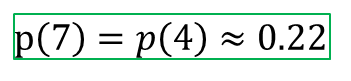 p(7) = p(4) ≈ 0.22